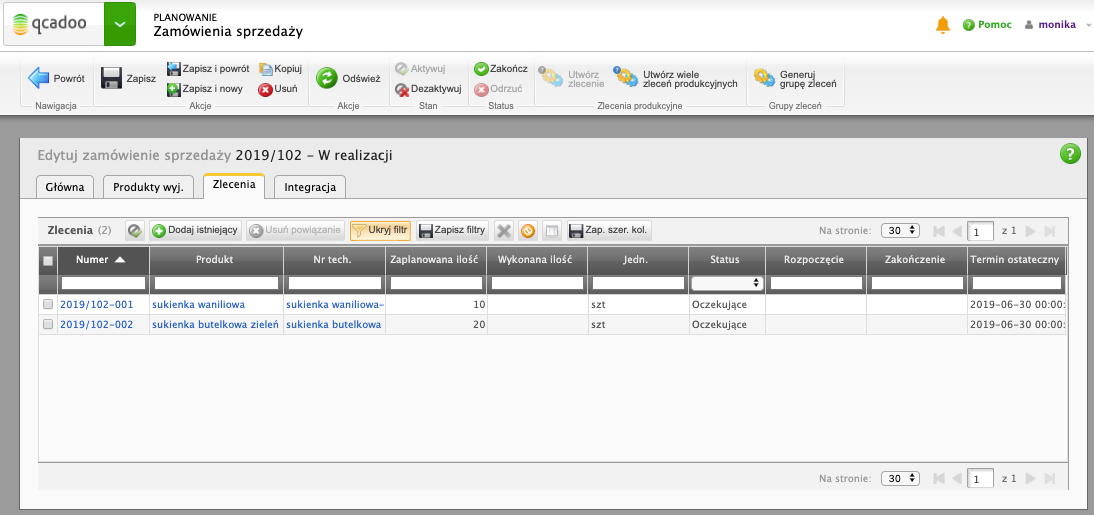 qcadoo
PLANOWANIE
Zamówienia sprzedaży
Pomoc
monika
Powrót
Nawigacja
Zapisz
Zapisz i powrót
Zapisz i nowy
Kopiuj
Usuń
Akcje
Odśwież
Akcje
Aktywuj
Dezaktywuj
Stan
Zakończ
Odrzuć
Status
Utwórz zlecenie
Utwórz wiele zleceń produkcyjnych
Zlecenia produkcyjne
Generuj grupę zleceń
Grupy zleceń
Edytuj zamówienie sprzedaży 2019/102 – W realizacji
Główna Produkty wyj. Zlecenia Integracja
Zlecenia (2) Dodaj istniejący Usuń powiązanie Ukryj filtr Zapisz filtry Zap. szer. kol. Na stronie: 30 1 z 1
Numer Produkt Nr tech. Zaplanowana ilość Wykonana ilość Jedn. Status Rozpoczęcie Zakończenie Termin ostateczny
2019/102-001 sukienka waniliowa sukienka waniliowa- 10 szt Oczekujące 2019-06-30 00:00:
2019/102-002 sukienka butelkowa zieleń sukienka butelkowa 20 szt Oczekujące 2019-06-30 00:00:
Na stronie: 30 1 z 1